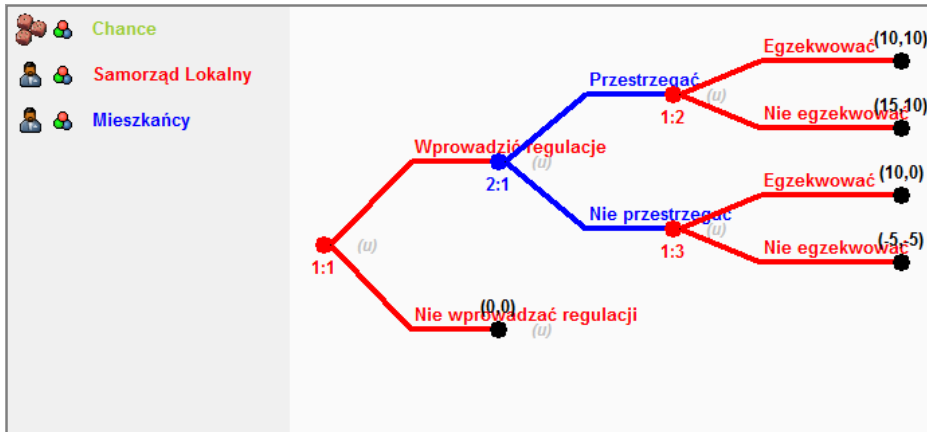 Chance
Samorząd Lokalny
Mieszkańcy
(10,10)
Egzekwować
Przestrzegać
(u)
1:2
(15,10)
Nie egzekwować
Wprowadzić regulacje
(u)
2:1
(10,0)
Egzekwować
Nie przestrzegać
(u)
1:3
(-5,-5)
Nie egzekwować
(u)
1:1
(0,0)
Nie wprowadzać regulacji
(u)